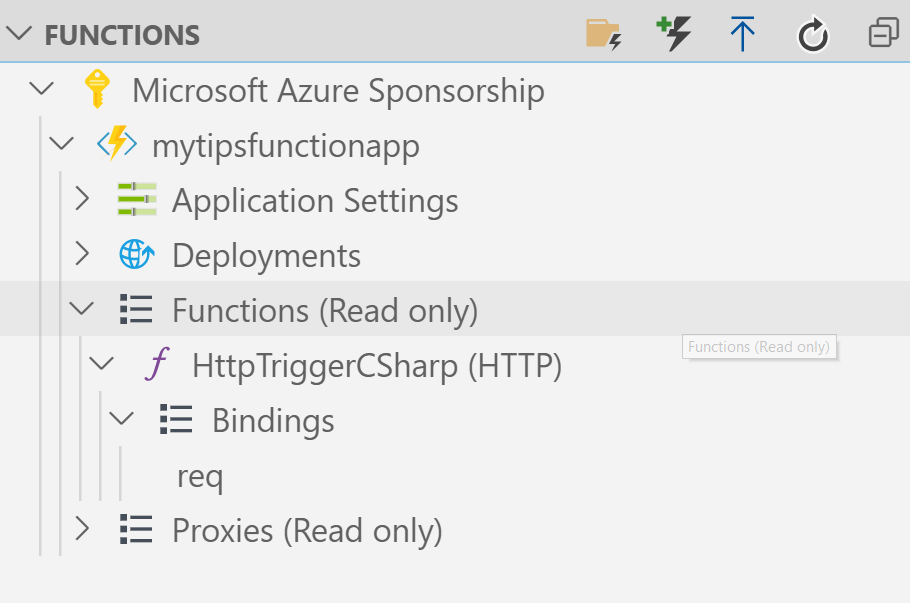 FUNCTIONS
Microsoft Azure Sponsorship
mytipsfunctionapp
Application Settings
Deployments
Functions (Read only)
Functions (Read only)
HttpTriggerCSharp (HTTP)
Bindings
req
Proxies (Read only)